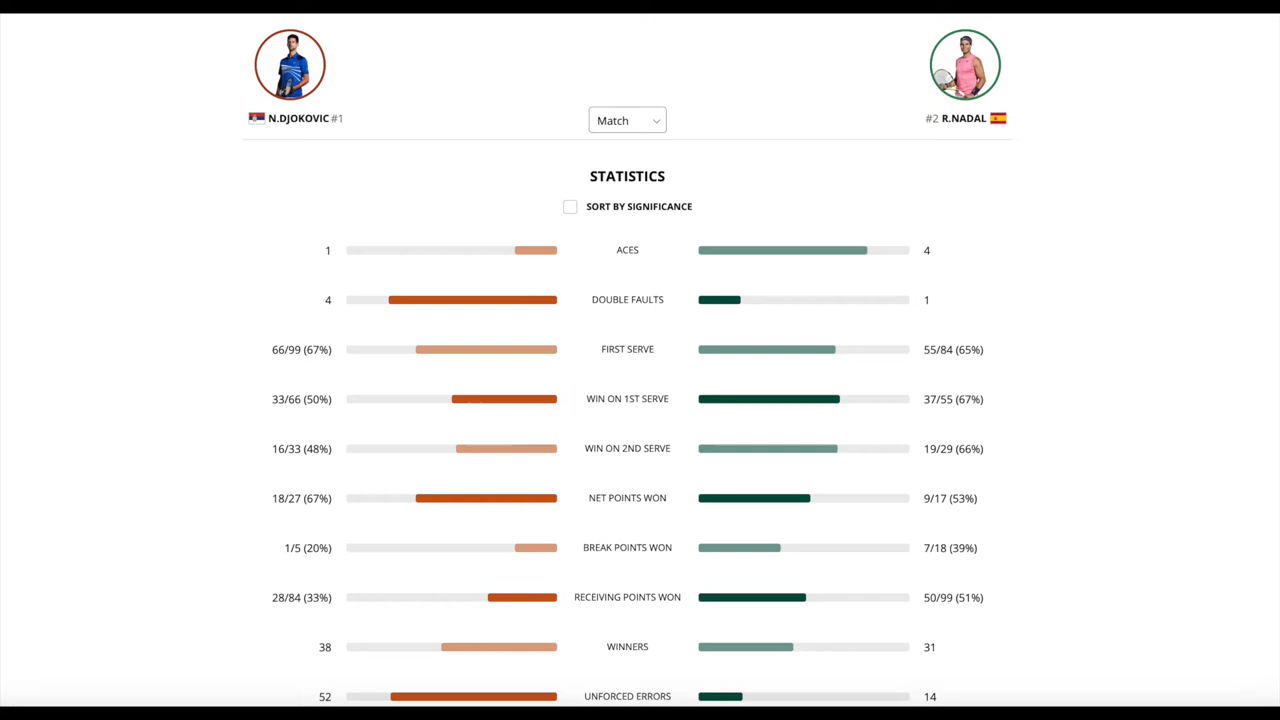 N.DJOKOVIC #1
Match
#2 R.NADAL
STATISTICS
SORT BY SIGNIFICANCE
1 ACES 4
4 DOUBLE FAULTS 1
66/99 (67%) FIRST SERVE 55/84 (65%)
33/66 (50%) WIN ON 1ST SERVE 37/55 (67%)
16/33 (48%) WIN ON 2ND SERVE 19/29 (66%)
18/27 (67%) NET POINTS WON 9/17 (53%)
1/5 (20%) BREAK POINTS WON 7/18 (39%)
28/84 (33%) RECEIVING POINTS WON 50/99 (51%)
38 WINNERS 31
52 UNFORCED ERRORS 14